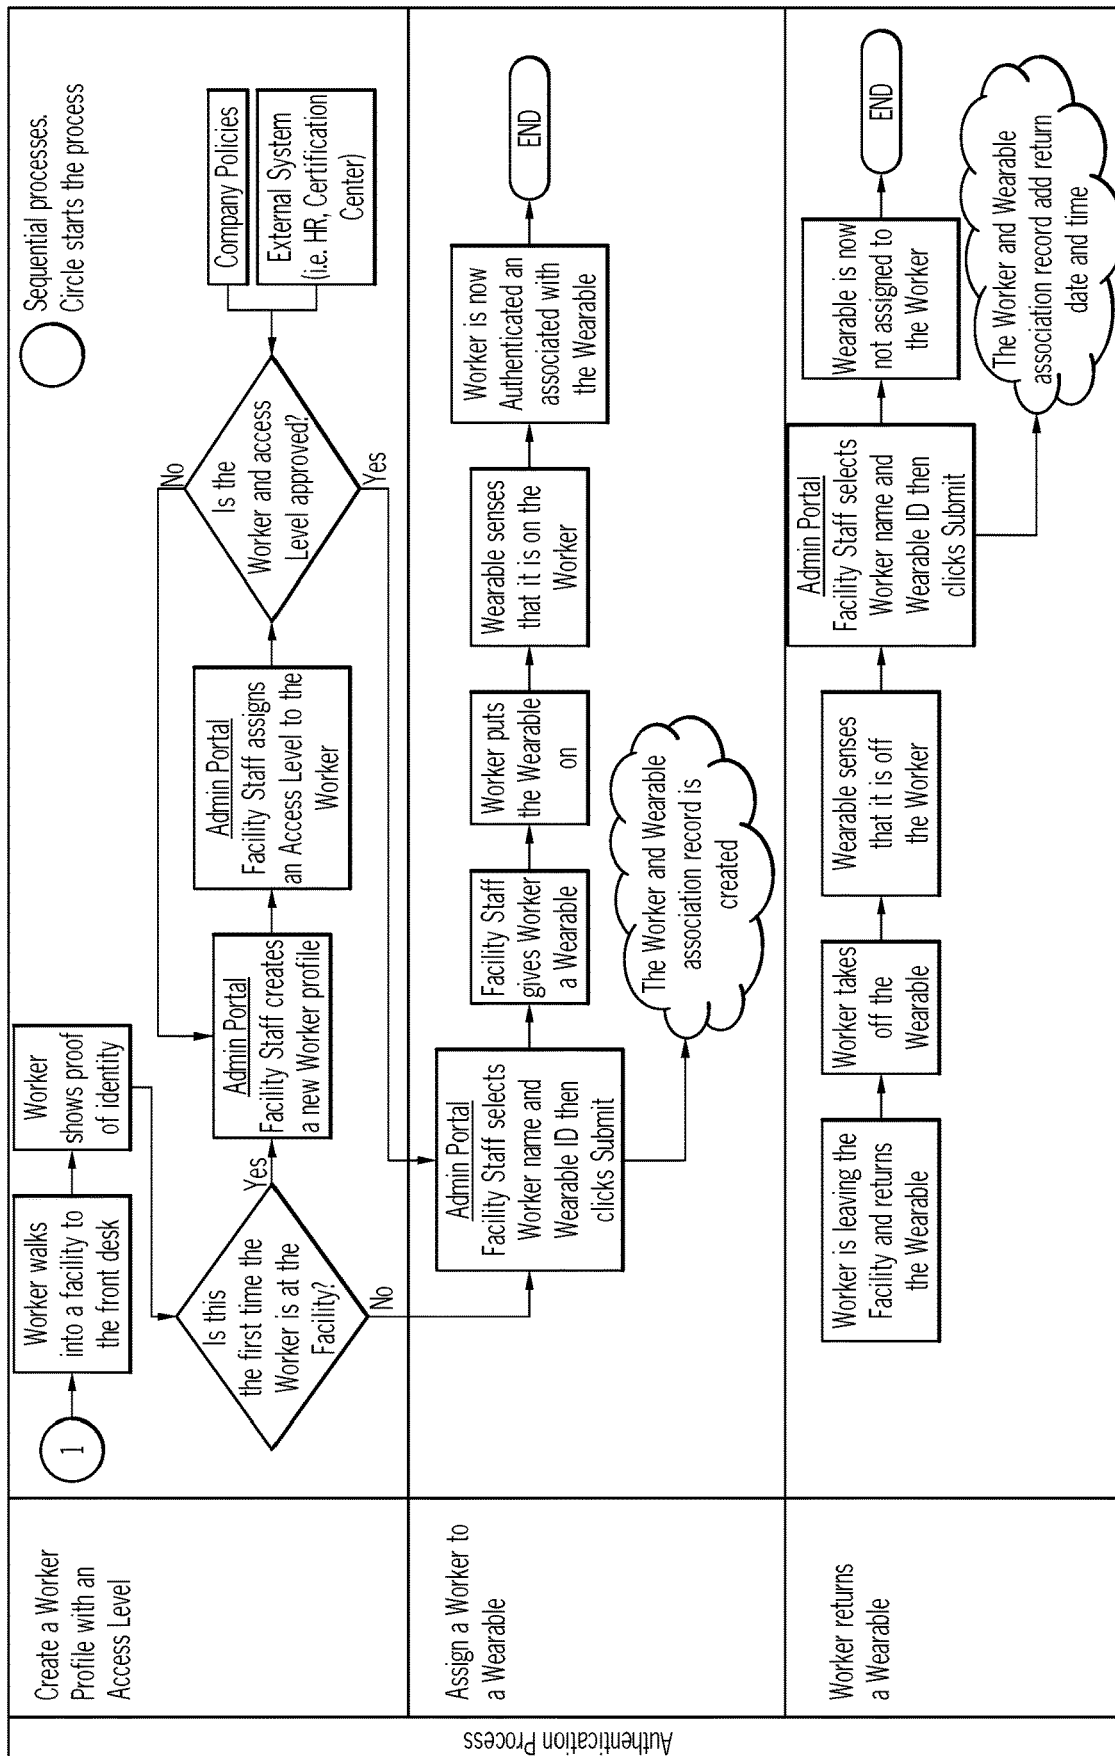 Authentication Process
Create a Worker
Profile with an
Access Level
1
Worker walks
into a facility to
the front desk
Worker
shows proof
of identity
Sequential processes.
Circle starts the process
Is this
the first time the
Worker is at the
Facility?
Yes
No
Admin Portal
Facility Staff creates
a new Worker profile
Admin Portal
Facility Staff assigns
an Access Level to the
Worker
Is the
Worker and access
Level approved?
No
Yes
Company Policies
External System
(i.e. HR, Certification
Center)
Assign a Worker to
a Wearable
Admin Portal
Facility Staff selects
Worker name and
Wearable ID then
clicks Submit
Facility Staff
gives Worker
a Wearable
Worker puts
the Wearable
on
Wearable senses
that it is on the
Worker
Worker is now
Authenticated an
associated with
the Wearable
END
The Worker and Wearable
association record is
created
Worker returns
a Wearable
Worker is leaving the
Facility and returns
the Wearable
Worker takes
off the
Wearable
Wearable senses
that it is off
the Worker
Admin Portal
Facility Staff selects
Worker name and
Wearable ID then
clicks Submit
Wearable is now
not assigned to
the Worker
END
The Worker and Wearable
association record add return
date and time